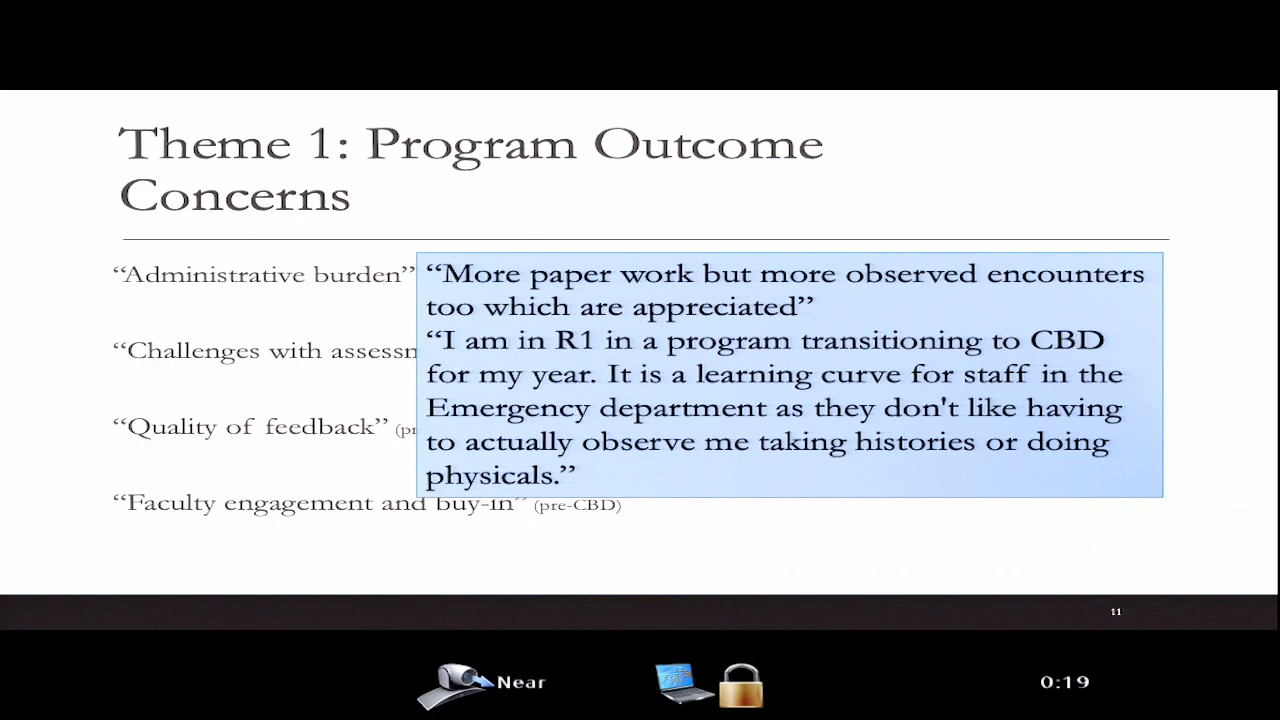 Theme 1: Program Outcome
Concerns
“Administrative burden”
“Challenges with
“Quality of feedback”
“Faculty engagement and buy-in” (pre-CBD)
“More paper work but more observed encounters
too which are appreciated”
“I am in R1 in a program transitioning to CBD
for my year. It is a learning curve for staff in the
Emergency department as they don't like having
to actually observe me taking histories or doing
physicals.”
11
Near
0:19